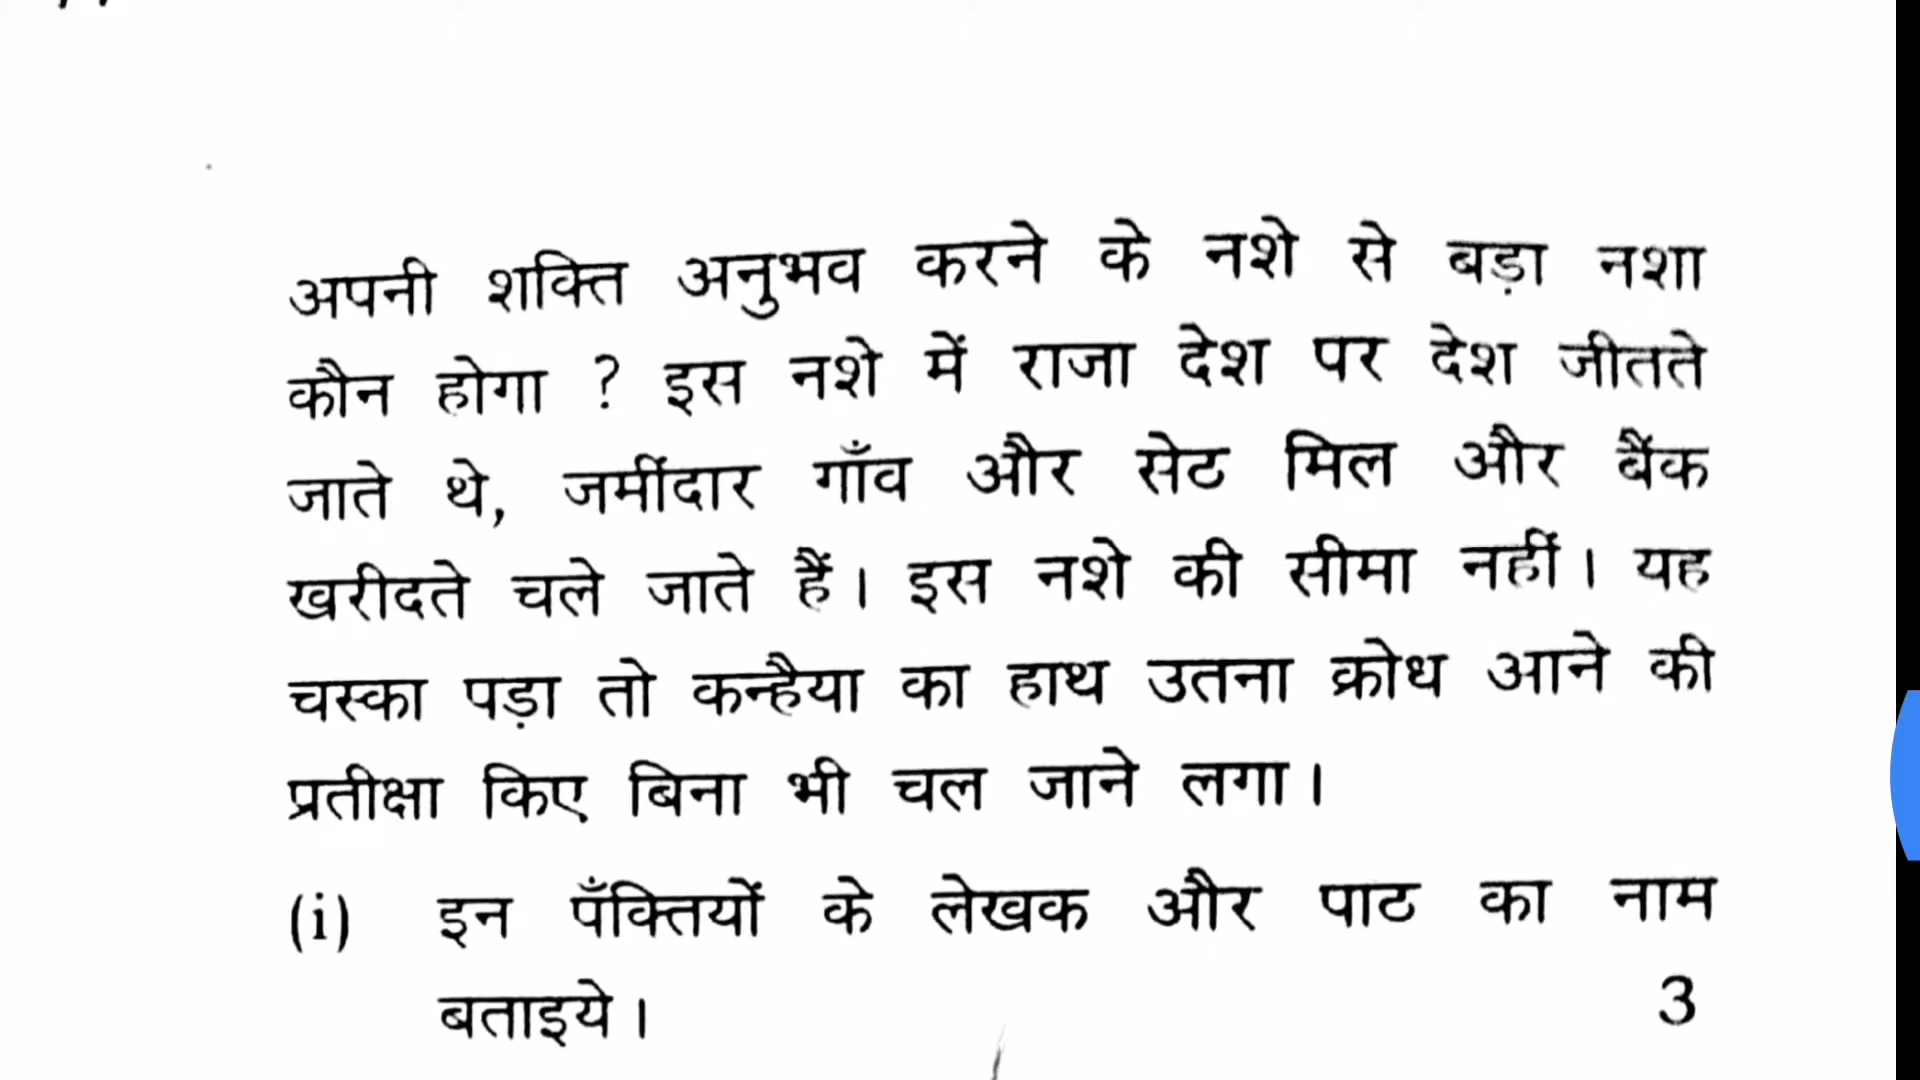 अपनी शक्ति अनुभव करने के नशे से बड़ा नशा
कौन होगा ? इस नशे में राजा देश पर देश जीतते
जाते थे, जमींदार गाँव और सेठ मिल और बैंक
खरीदते चले जाते हैं। इस नशे की सीमा नहीं। यह
चस्का पड़ा तो कन्हैया का हाथ उतना क्रोध आने की
प्रतीक्षा किए बिना भी चल जाने लगा।
(i) इन पँक्तियों के लेखक और पाठ का नाम
बताइये। 3